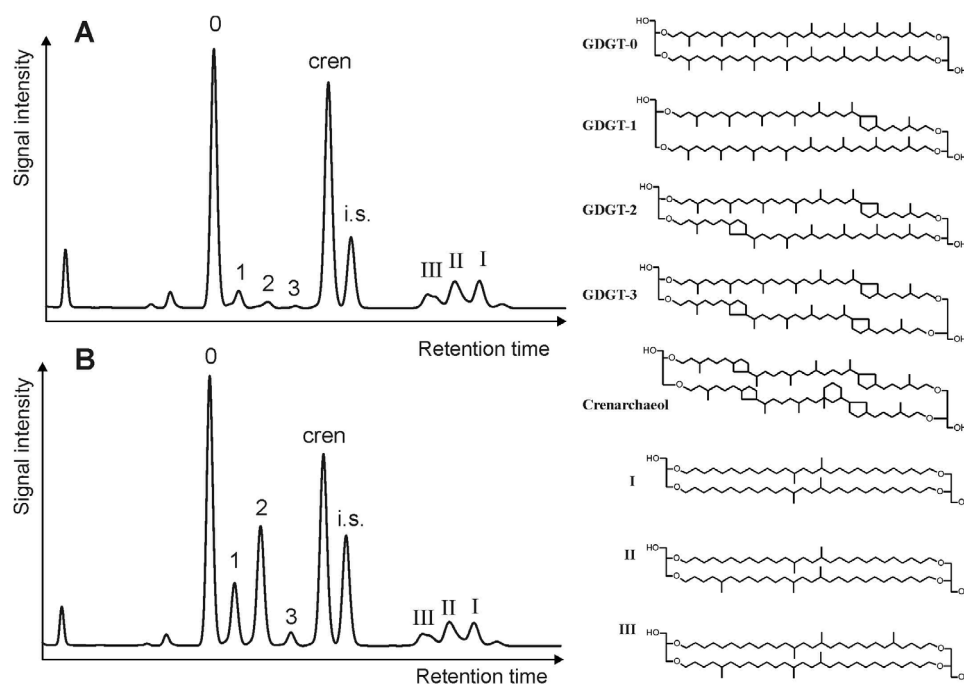 A
Signal intensity
0
1
2
3
cren
i.s.
III
II
I
Retention time
B
Signal intensity
0
1
2
3
cren
i.s.
III
II
I
Retention time
GDGT-0
HO
O
O
O
O
OH
GDGT-1
HO
O
O
O
O
OH
GDGT-2
HO
O
O
O
O
OH
GDGT-3
HO
O
O
O
O
OH
Crenarchaeol
HO
O
O
O
O
OH
I
HO
O
O
O
O
O
II
HO
O
O
O
O
O
III
HO
O
O
O
O
O